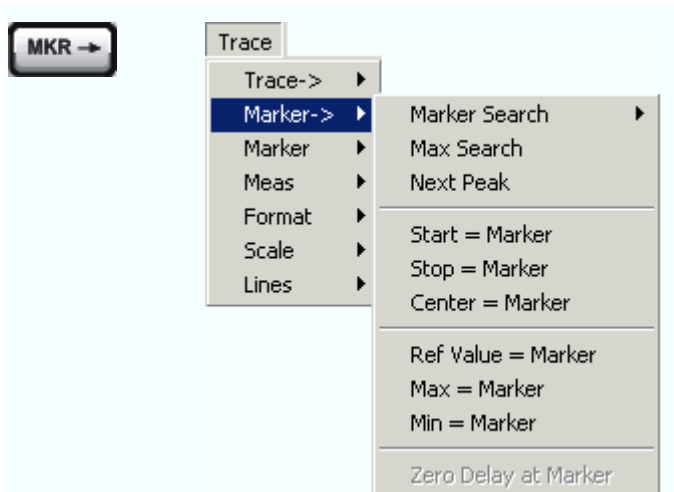 MKR →
Trace
Trace->
Marker->
Marker
Meas
Format
Scale
Lines
Marker Search
Max Search
Next Peak
Start = Marker
Stop = Marker
Center = Marker
Ref Value = Marker
Max = Marker
Min = Marker
Zero Delay at Marker